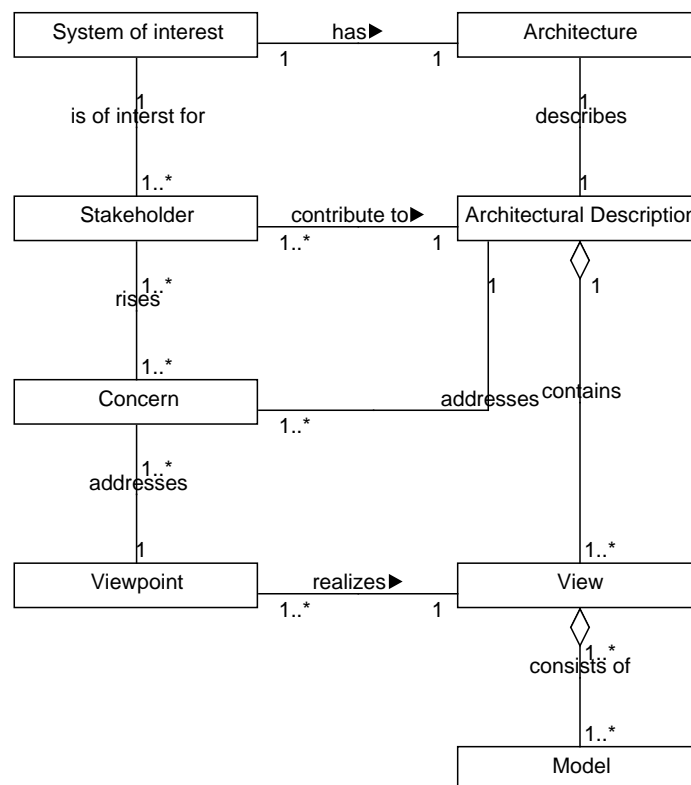 System of interest
has▶
Architecture
1
1
1
is of interst for
1..*
1
describes
1
Stakeholder
contribute to▶
Architectural Description
1..*
1
1..*
rises
1..*
1
1
Concern
addresses
contains
1..*
1..*
addresses
1
1..*
Viewpoint
realizes▶
View
1..*
1
1..*
consists of
1..*
Model